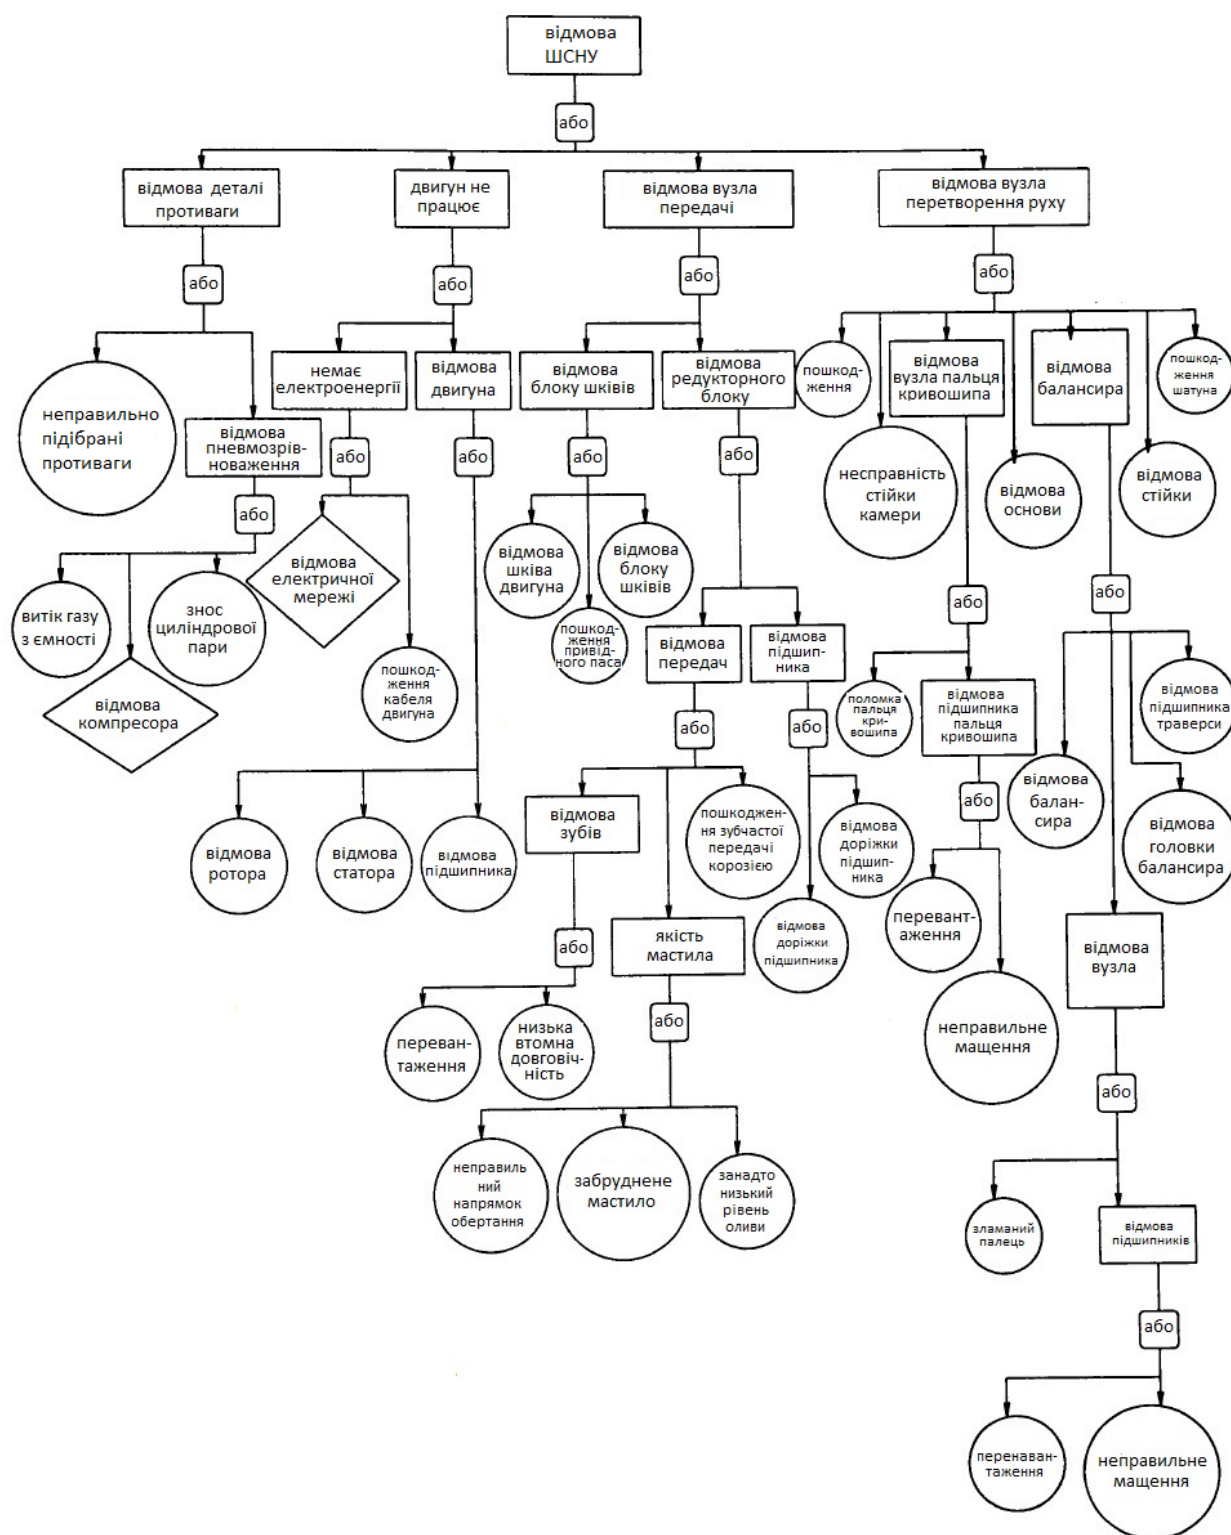 відмова
ШСНУ
або
відмова деталі
противаги
двигун не
працює
відмова вузла
передачі
відмова вузла
перетворення руху
або
або
або
або
неправильно
підібрані
противаги
відмова
пневмозрів-
новаження
немає
електроенергії
відмова
двигуна
відмова
блоку шківів
відмова
редукторного
блоку
пошкод-
ження
відмова
вузла пальця
кривошипа
відмова
балансира
пошкод-
ження
шатуна
або
або
або
або
або
несправність
стійки
камери
відмова
основи
відмова
стійки
витік газу
з ємності
відмова
компресора
знос
циліндрової
пари
відмова
електричної
мережі
пошкод-
ження
кабеля
двигуна
відмова
шківа
двигуна
пошкод-
ження
привід-
ного паса
відмова
блоку
шківів
або
або
відмова
передач
відмова
підшип-
ника
поломка
пальця
кри-
вошипа
відмова
підшипника
пальця
кривошипа
відмова
підшипника
траверси
або
або
або
відмова
ротора
відмова
статора
відмова
підшипника
відмова
зубів
пошкоджен-
ня зубчастої
передачі
корозією
відмова
доріжки
підшип-
ника
відмова
балан-
сира
відмова
головки
балансира
або
якість
мастила
відмова
доріжки
підшипника
перевант-
аження
відмова
вузла
переван-
таження
низька
втомна
довговіч-
ність
або
неправильне
мащення
або
неправиль
ний
напрямок
обертання
забруднене
мастило
занадто
низький
рівень
оливи
зламаний
палець
відмова
підшипників
або
перенаван-
таження
неправильне
мащення